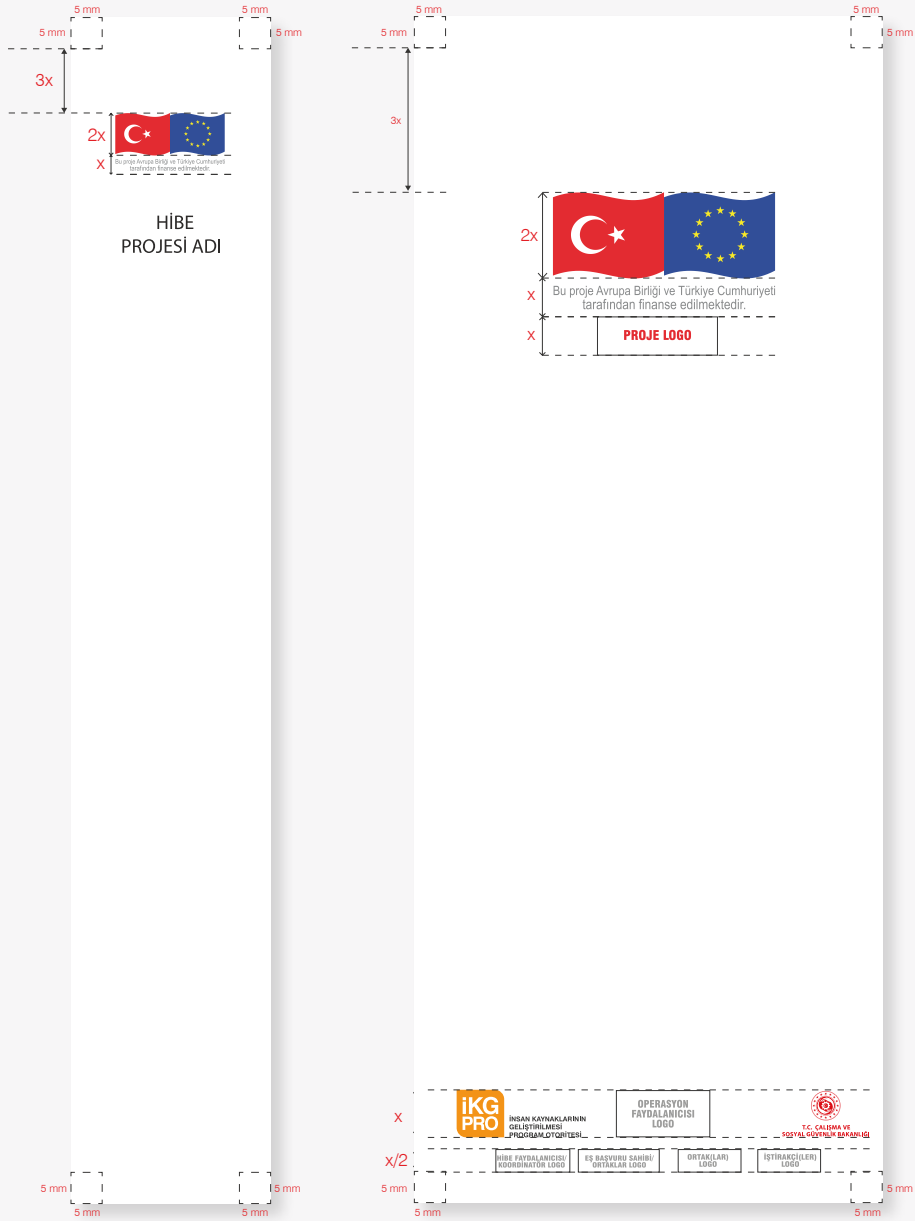 5 mm
5 mm
5 mm
5 mm
3x
2x
x
Bu proje Avrupa Birliği ve Türkiye Cumhuriyeti
tarafından finanse edilmektedir.
HİBE
PROJESİ ADI
5 mm
5 mm
5 mm
5 mm
5 mm
5 mm
5 mm
5 mm
3x
2x
x
Bu proje Avrupa Birliği ve Türkiye Cumhuriyeti
tarafından finanse edilmektedir.
x
PROJE LOGO
x
iKG
PRO
İNSAN KAYNAKLARININ
GELİŞTİRİLMESİ
PROGRAM OTORİTESİ
OPERASYON
FAYDALANICISI
LOGO
T.C. ÇALIŞMA VE
SOSYAL GÜVENLİK BAKANLIĞI
x/2
HİBE FAYDALANICISI/
KOORDİNATÖR LOGO
EŞ BAŞVURU SAHİBİ/
ORTAKLAR LOGO
ORTAK(LAR)
LOGO
İŞTİRAKÇİ(LER)
LOGO
5 mm
5 mm
5 mm
5 mm